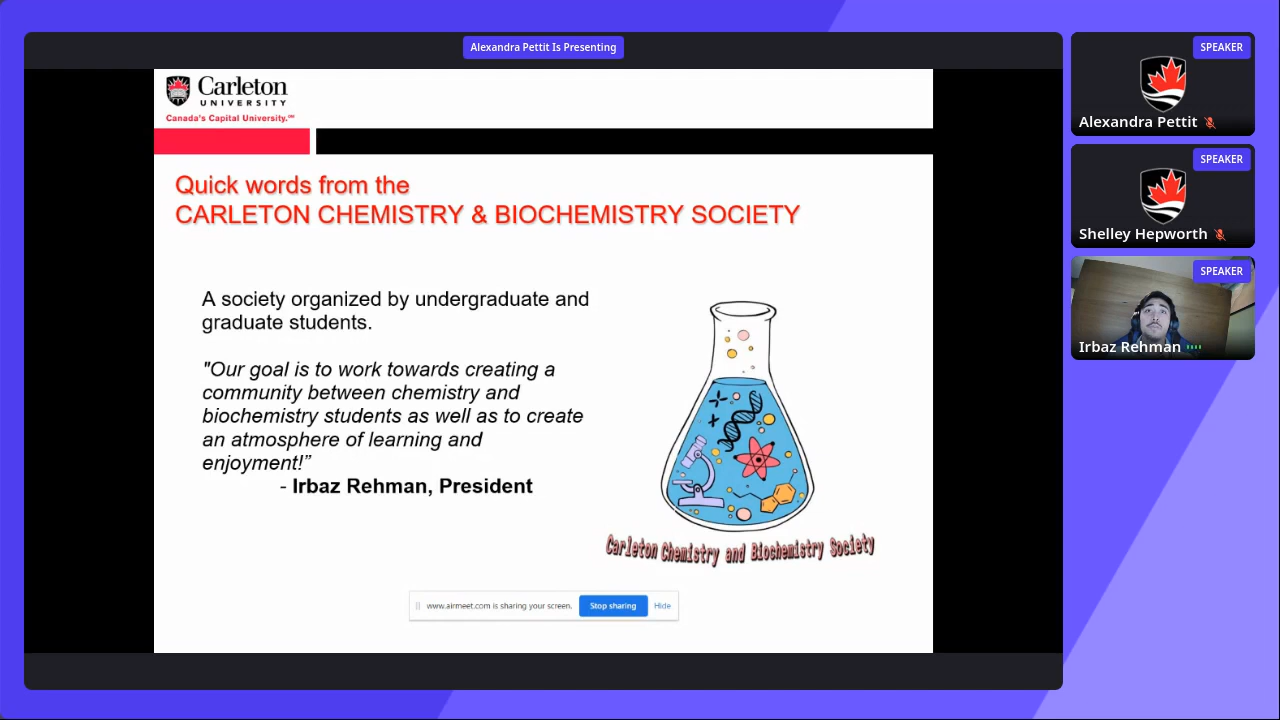 Alexandra Pettit Is Presenting
Carleton
UNIVERSITY
Canada's Capital University.℠
Quick words from the
CARLETON CHEMISTRY & BIOCHEMISTRY SOCIETY
A society organized by undergraduate and
graduate students.
"Our goal is to work towards creating a
community between chemistry and
biochemistry students as well as to create
an atmosphere of learning and
enjoyment!”
- Irbaz Rehman, President
Carleton Chemistry and Biochemistry Society
www.airmeet.com is sharing your screen.
Stop sharing
Hide
SPEAKER
Alexandra Pettit
SPEAKER
Shelley Hepworth
SPEAKER
Irbaz Rehman